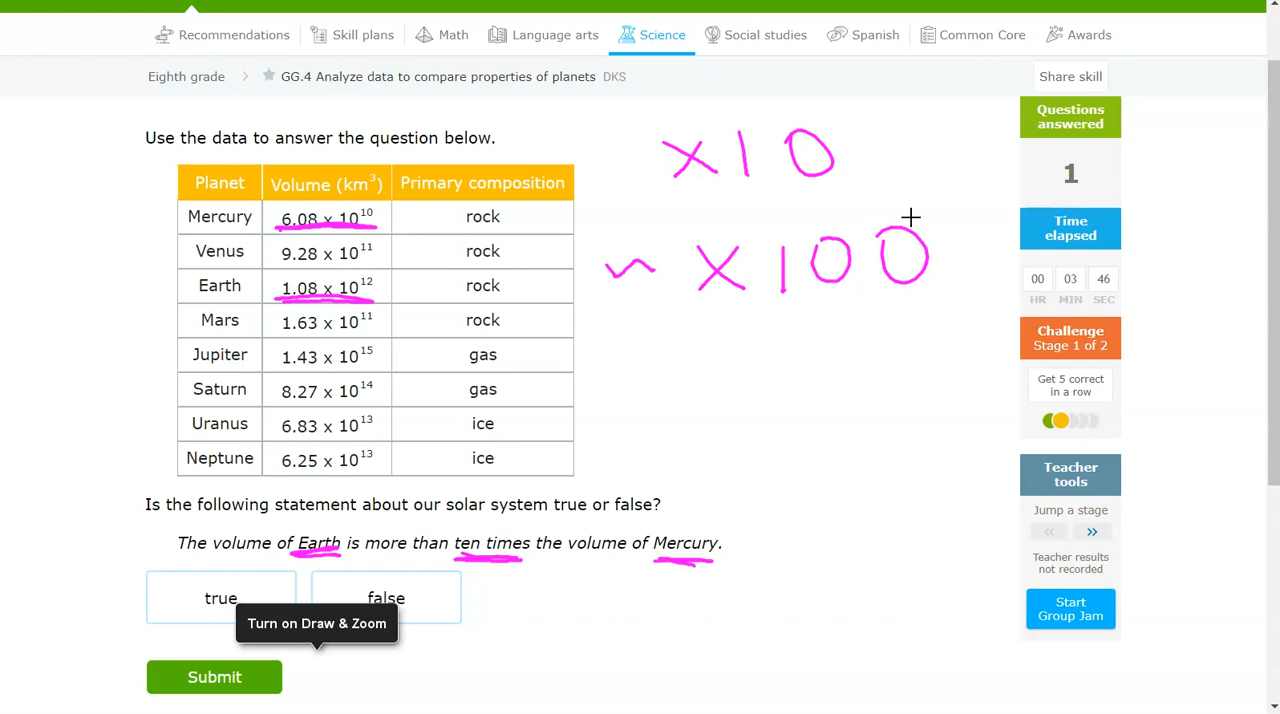 Recommendations Skill plans Math Language arts Science Social studies Spanish Common Core Awards
Eighth grade > GG.4 Analyze data to compare properties of planets DKS
Share skill
Use the data to answer the question below.
Planet Volume (km³) Primary composition
Mercury 6.08 x 10¹⁰ rock
Venus 9.28 x 10¹¹ rock
Earth 1.08 x 10¹² rock
Mars 1.63 x 10¹¹ rock
Jupiter 1.43 x 10¹⁵ gas
Saturn 8.27 x 10¹⁴ gas
Uranus 6.83 x 10¹³ ice
Neptune 6.25 x 10¹³ ice
x10
~ x100
Is the following statement about our solar system true or false?
The volume of Earth is more than ten times the volume of Mercury.
true false
Turn on Draw & Zoom
Submit
Questions
answered
1
Time
elapsed
00 03 46
HR MIN SEC
Challenge
Stage 1 of 2
Get 5 correct
in a row
Teacher
tools
Jump a stage
<< >>
Teacher results
not recorded
Start
Group Jam